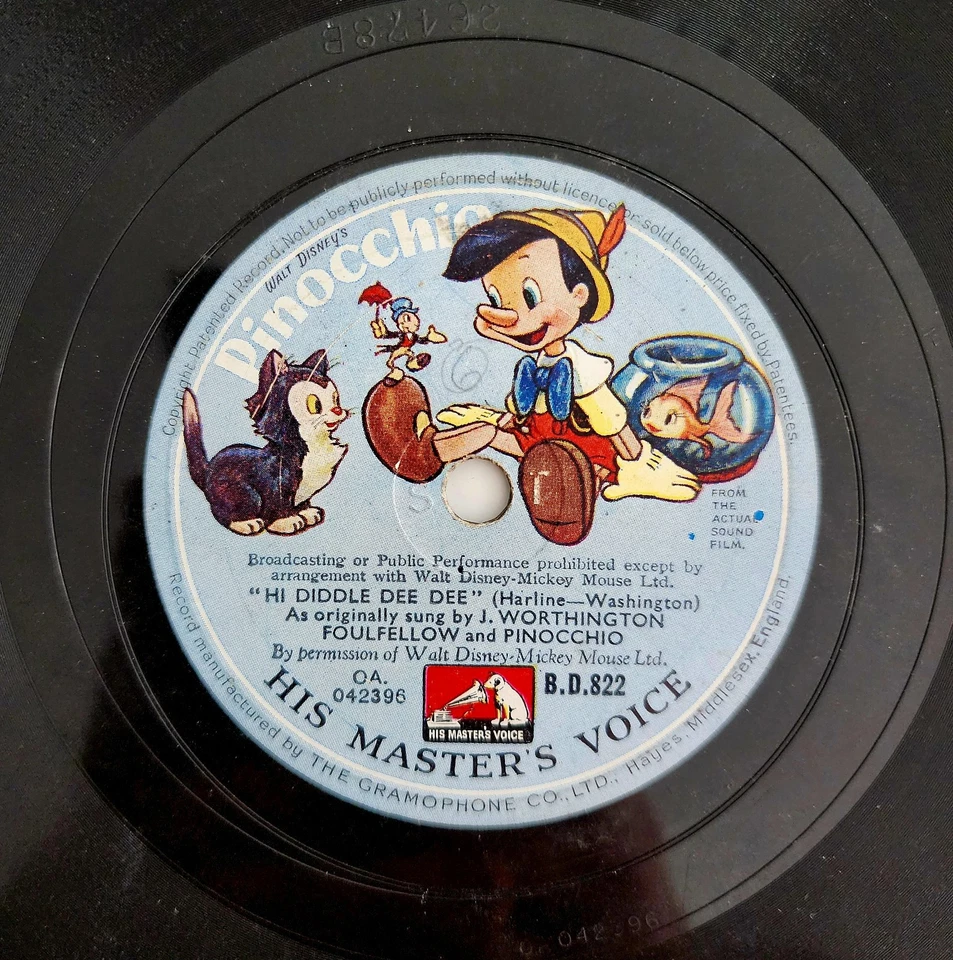 Copyright. Patented Record. Not to be publicly performed without licence or sold below price fixed by Patentees.
WALT DISNEY'S
Pinocchio
FROM
THE
ACTUAL
SOUND
FILM.
Broadcasting or Public Performance prohibited except by
arrangement with Walt Disney-Mickey Mouse Ltd.
"HI DIDDLE DEE DEE" (Harline—Washington)
As originally sung by J. WORTHINGTON
FOULFELLOW and PINOCCHIO
By permission of Walt Disney-Mickey Mouse Ltd.
OA.
042396
B.D.822
HIS MASTER'S VOICE
HIS MASTER'S VOICE
Record manufactured by THE GRAMOPHONE CO., LTD., Hayes, Middlesex, England.